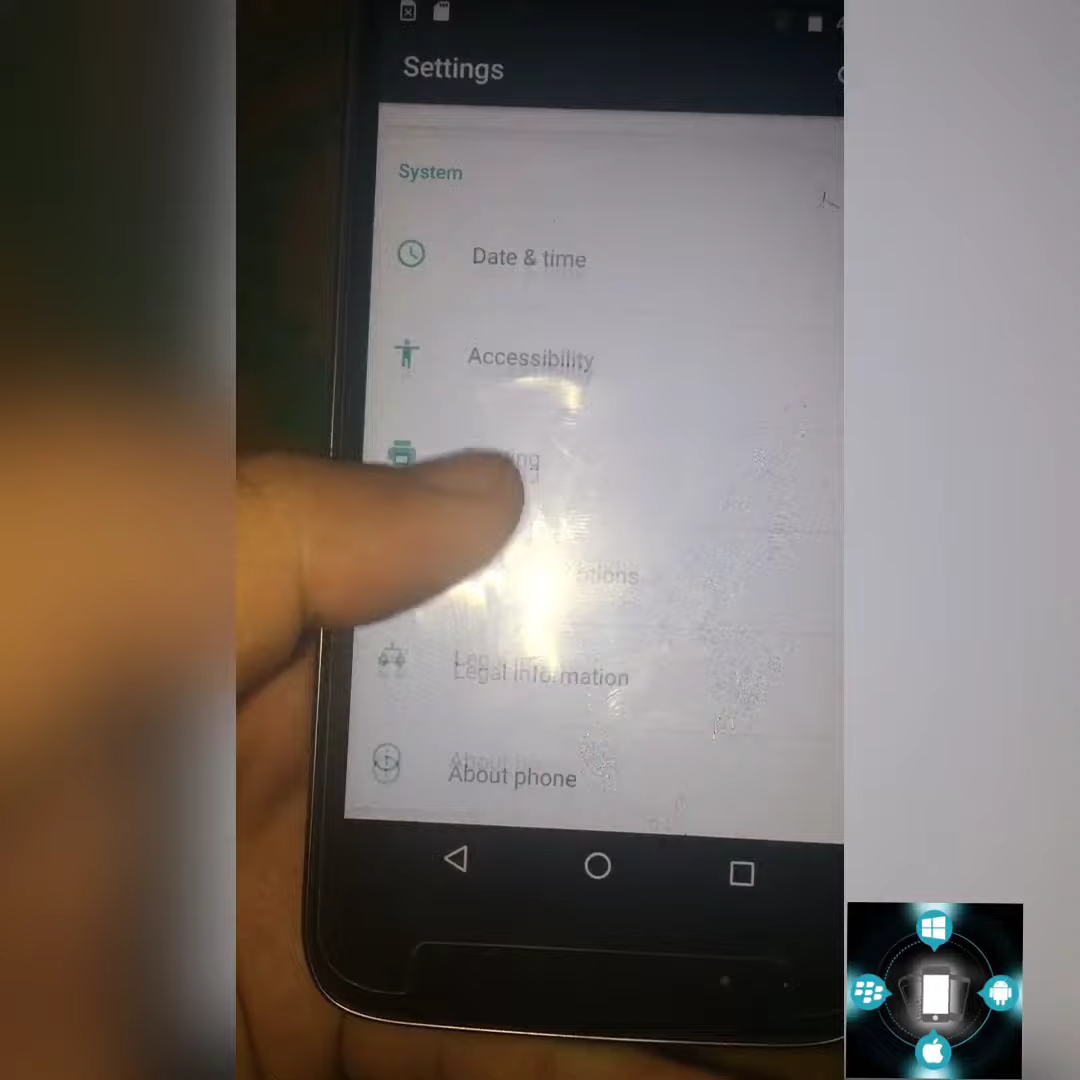 Settings
System
Date & time
Accessibility
Legal information
About phone